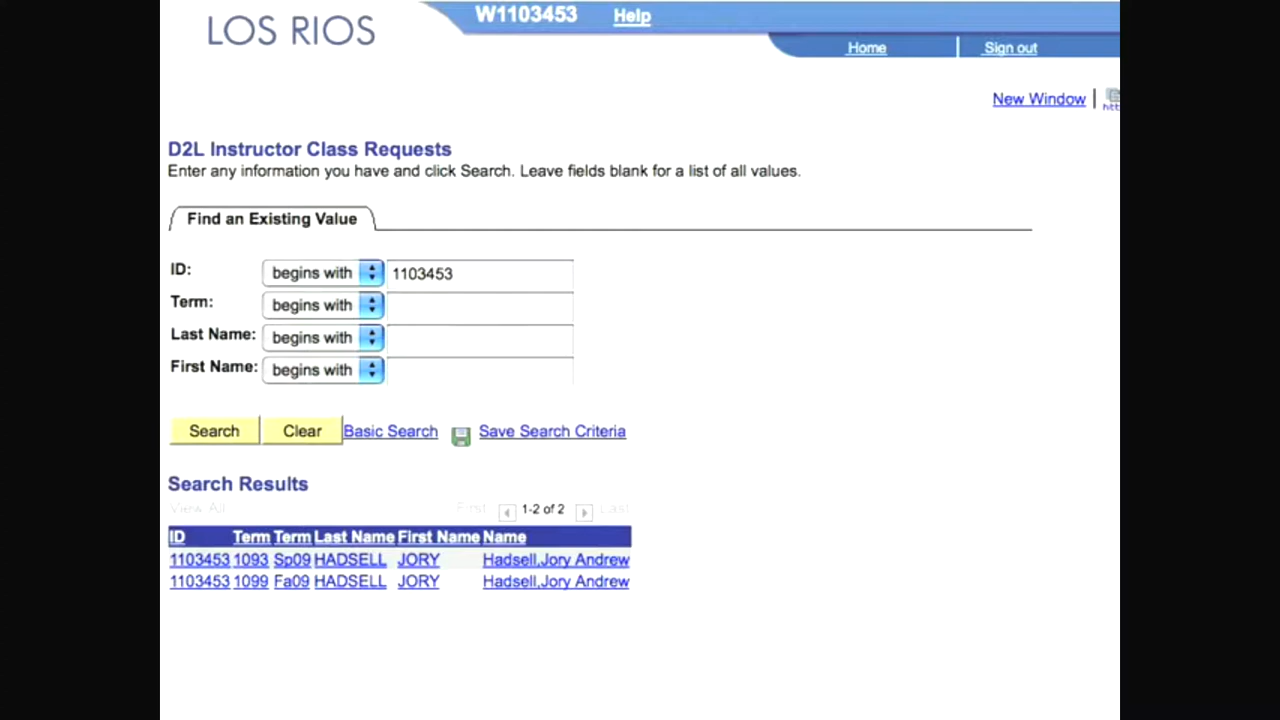 LOS RIOS
W1103453 Help
Home Sign out
New Window
D2L Instructor Class Requests
Enter any information you have and click Search. Leave fields blank for a list of all values.
Find an Existing Value
ID: begins with 1103453
Term: begins with
Last Name: begins with
First Name: begins with
Search Clear Basic Search Save Search Criteria
Search Results
View All First 1-2 of 2 Last
ID Term Term Last Name First Name Name
1103453 1093 Sp09 HADSELL JORY Hadsell,Jory Andrew
1103453 1099 Fa09 HADSELL JORY Hadsell,Jory Andrew